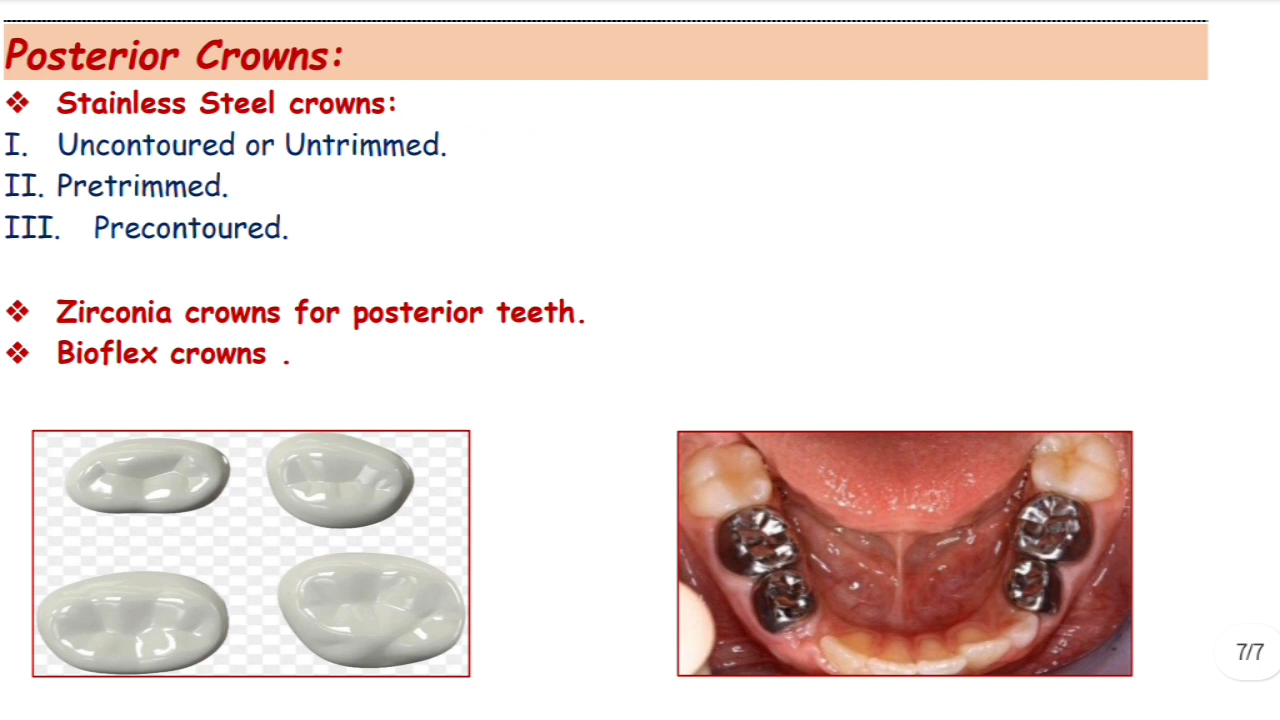 Posterior Crowns:
❖ Stainless Steel crowns:
I. Uncontoured or Untrimmed.
II. Pretrimmed.
III. Precontoured.
❖ Zirconia crowns for posterior teeth.
❖ Bioflex crowns .
7/7